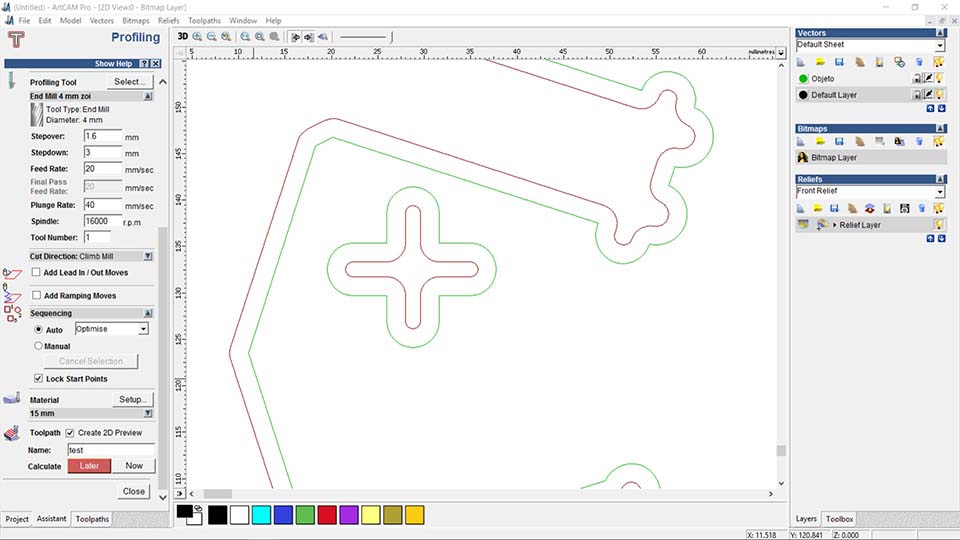 (Untitled) - ArtCAM Pro - [2D View:0 - Bitmap Layer]
File Edit Model Vectors Bitmaps Reliefs Toolpaths Window Help
Profiling
Show Help ?
Profiling Tool Select...
End Mill 4 mm zoi
Tool Type: End Mill
Diameter: 4 mm
Stepover: 1.6 mm
Stepdown: 3 mm
Feed Rate: 20 mm/sec
Final Pass
Feed Rate: 20 mm/sec
Plunge Rate: 40 mm/sec
Spindle: 16000 r.p.m
Tool Number: 1
Cut Direction: Climb Mill
Add Lead In / Out Moves
Add Ramping Moves
Sequencing
Auto Optimise
Manual
Cancel Selection
Lock Start Points
Material Setup...
15 mm
Toolpath Create 2D Preview
Name: test
Calculate Later Now
Close
Project Assistant Toolpaths
3D
5 10 15 20 25 30 35 40 45 50 55 60 millimetres
150
145
140
135
130
125
120
115
110
Vectors
Default Sheet
Objeto
Default Layer
Bitmaps
Bitmap Layer
Reliefs
Front Relief
Relief Layer
Layers Toolbox
X: 11.518 Y: 120.841 Z: 0.000